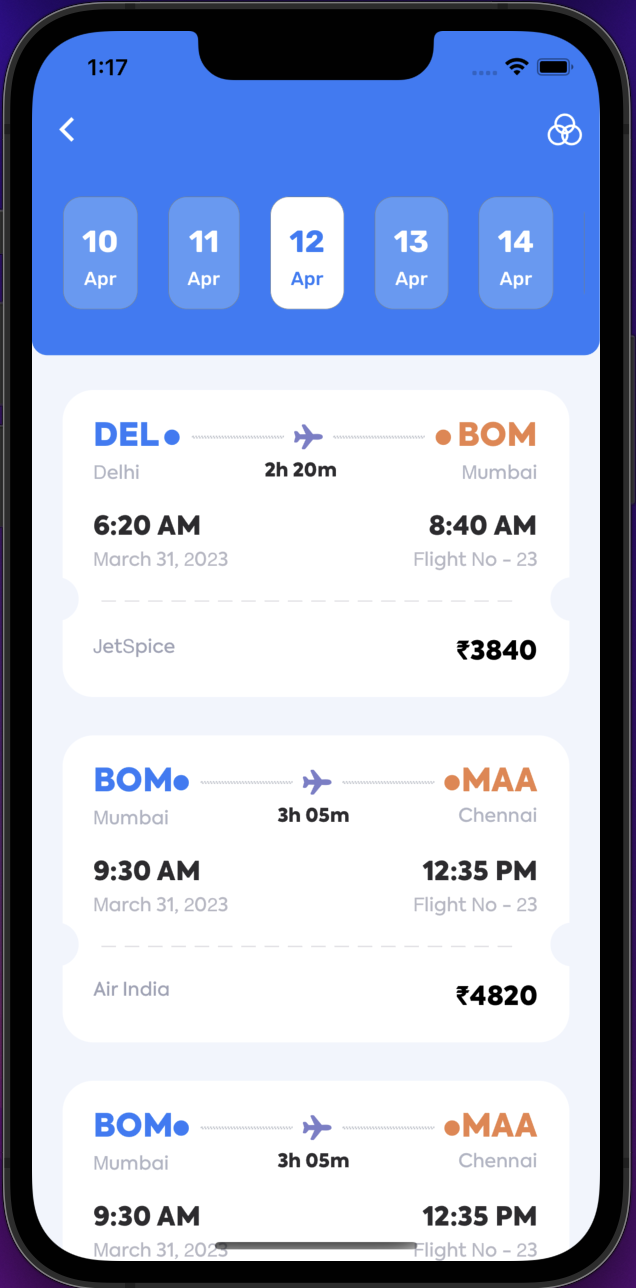 1:17
10 11 12 13 14
Apr Apr Apr Apr Apr
DEL BOM
Delhi 2h 20m Mumbai
6:20 AM 8:40 AM
March 31, 2023 Flight No - 23
JetSpice ₹3840
BOM MAA
Mumbai 3h 05m Chennai
9:30 AM 12:35 PM
March 31, 2023 Flight No - 23
Air India ₹4820
BOM MAA
Mumbai 3h 05m Chennai
9:30 AM 12:35 PM
March 31, 2023 Flight No - 23